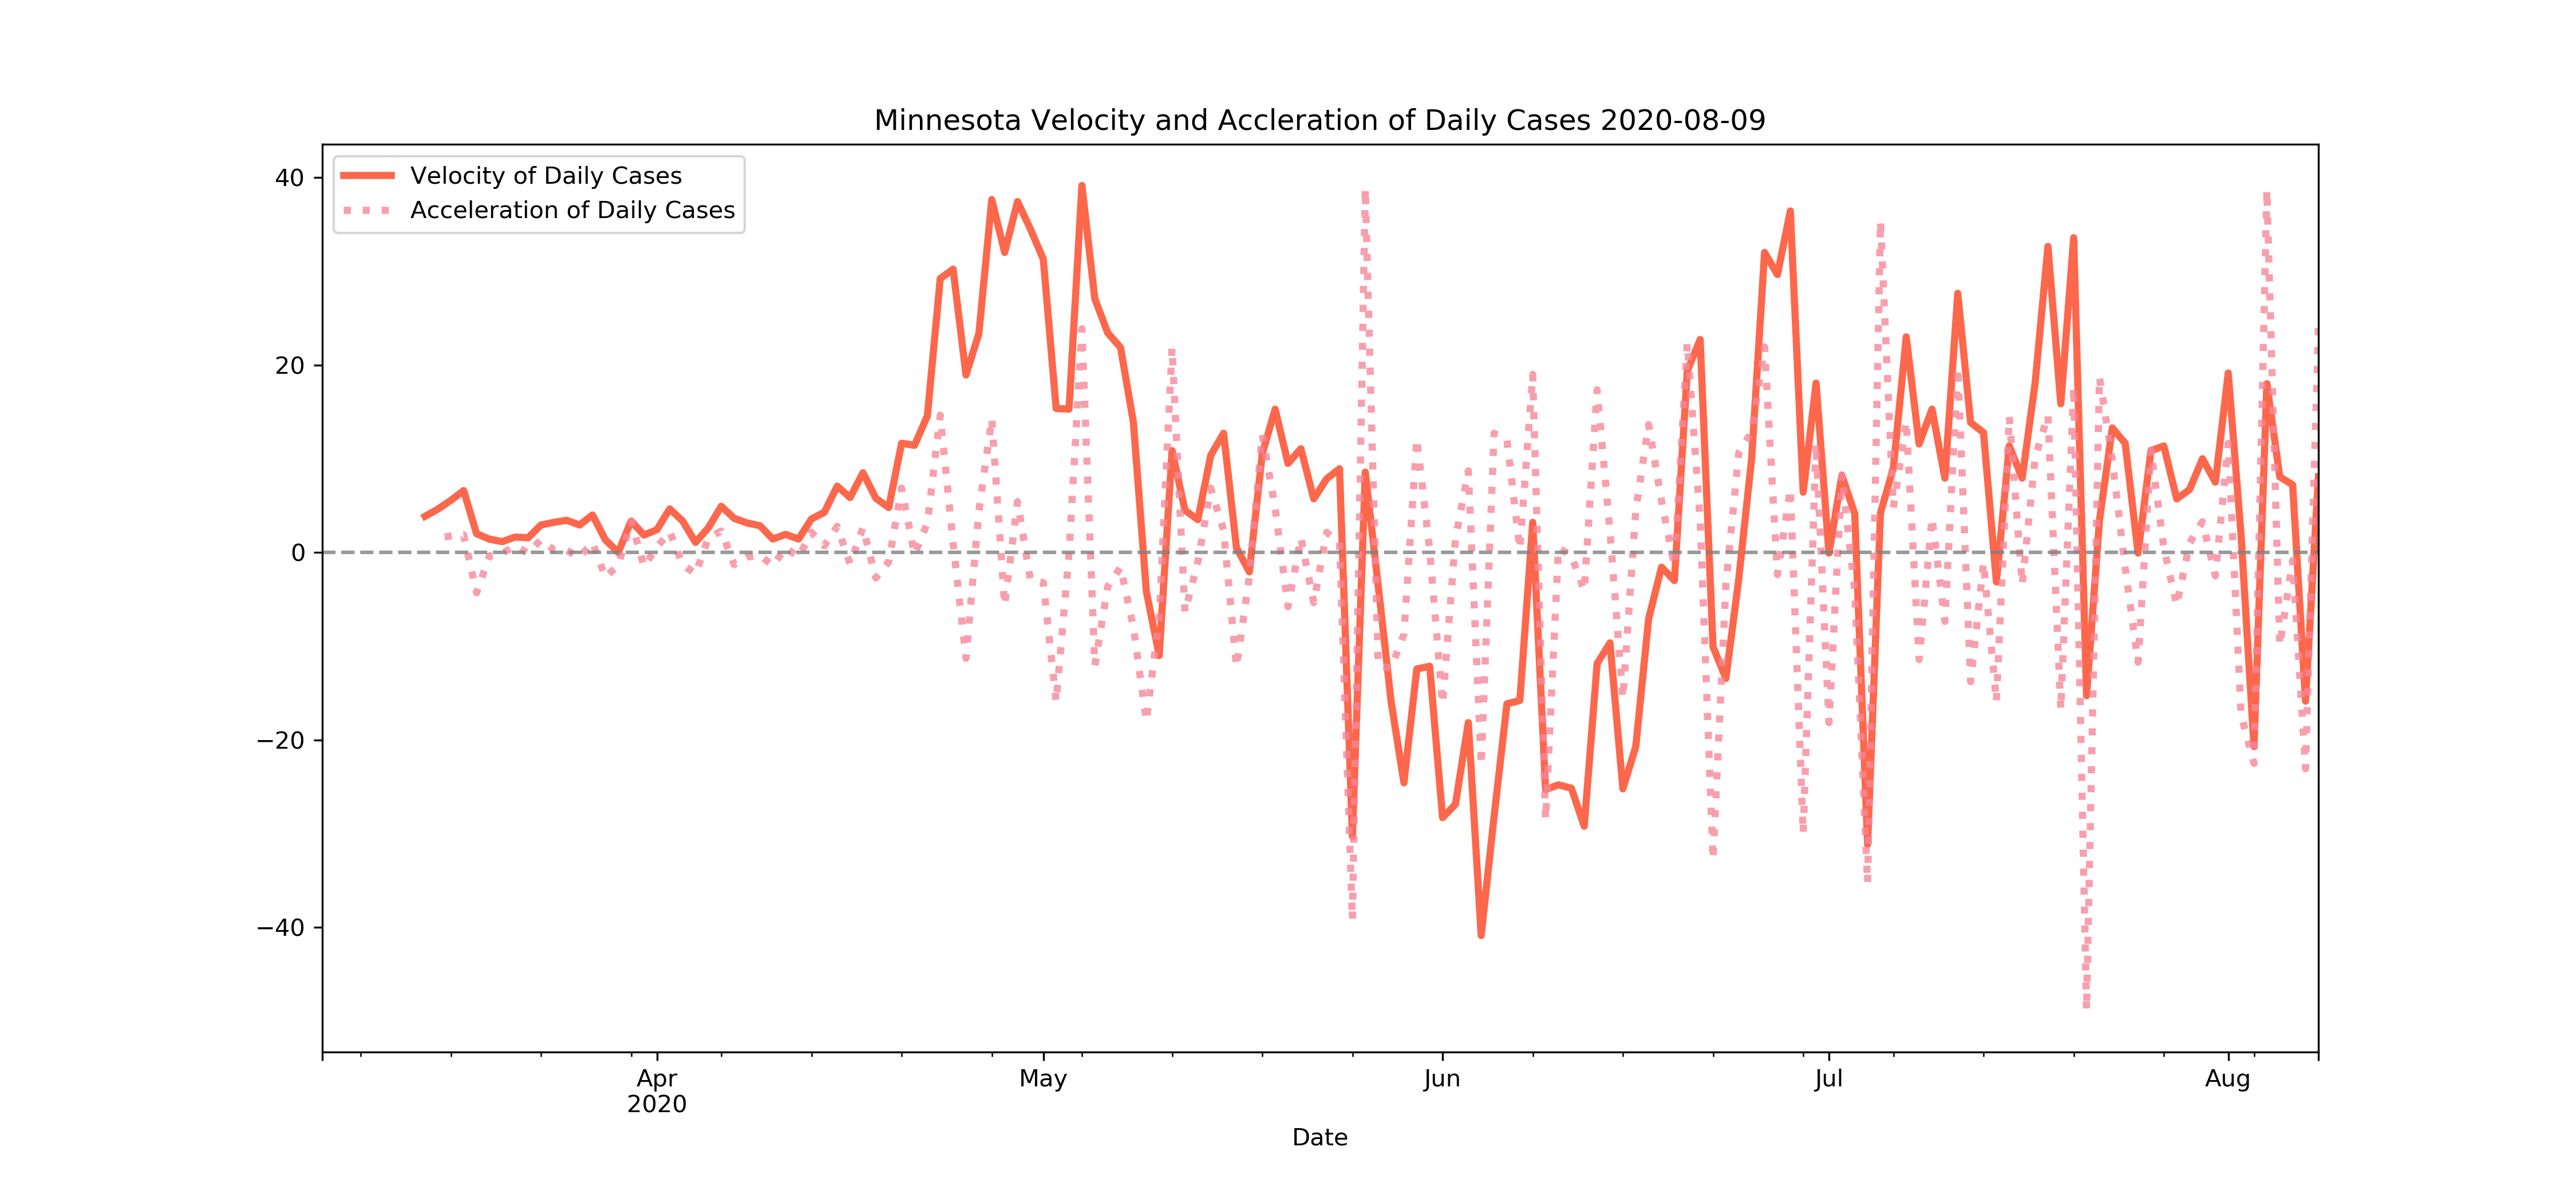 Minnesota Velocity and Accleration of Daily Cases 2020-08-09
Velocity of Daily Cases
Acceleration of Daily Cases
40
20
0
−20
−40
Apr
2020
May
Jun
Jul
Aug
Date